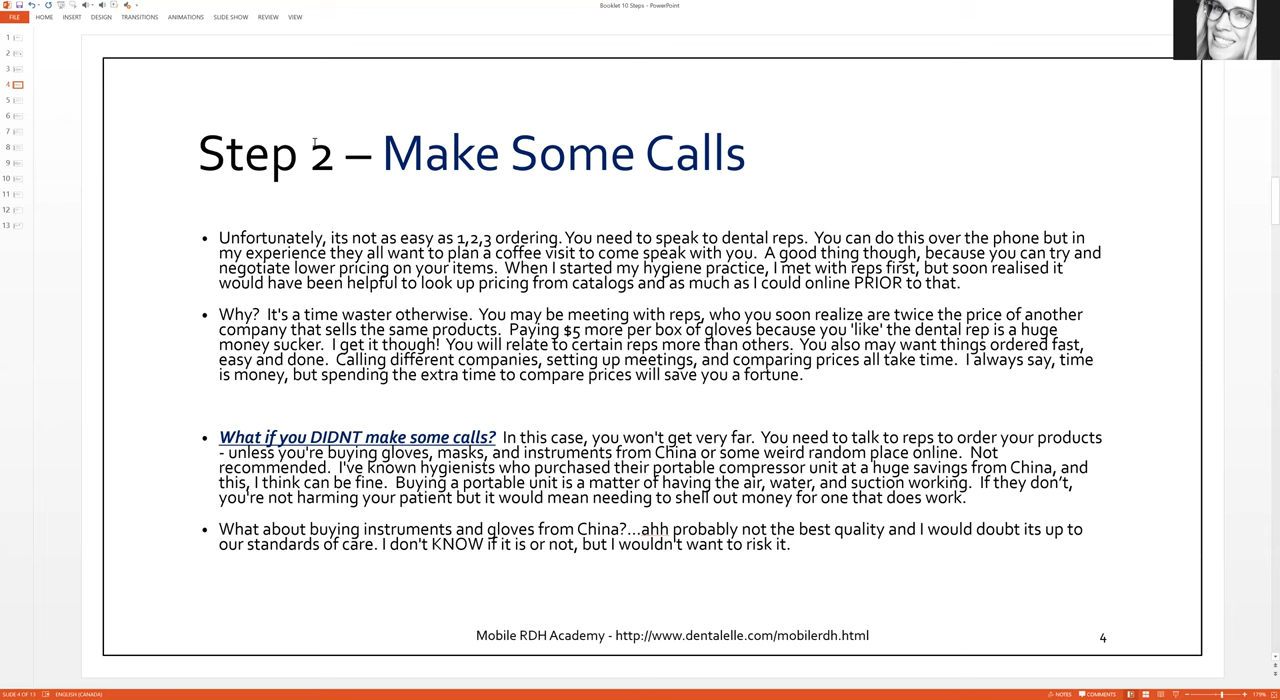 Booklet 10 Steps - PowerPoint
FILE HOME INSERT DESIGN TRANSITIONS ANIMATIONS SLIDE SHOW REVIEW VIEW
1
2
3
4
5
6
7
8
9
10
11
12
13
Step 2 – Make Some Calls
• Unfortunately, its not as easy as 1,2,3 ordering. You need to speak to dental reps. You can do this over the phone but in
my experience they all want to plan a coffee visit to come speak with you. A good thing though, because you can try and
negotiate lower pricing on your items. When I started my hygiene practice, I met with reps first, but soon realised it
would have been helpful to look up pricing from catalogs and as much as I could online PRIOR to that.
• Why? It's a time waster otherwise. You may be meeting with reps, who you soon realize are twice the price of another
company that sells the same products. Paying $5 more per box of gloves because you 'like' the dental rep is a huge
money sucker. I get it though! You will relate to certain reps more than others. You also may want things ordered fast,
easy and done. Calling different companies, setting up meetings, and comparing prices all take time. I always say, time
is money, but spending the extra time to compare prices will save you a fortune.
• What if you DIDNT make some calls? In this case, you won't get very far. You need to talk to reps to order your products
- unless you're buying gloves, masks, and instruments from China or some weird random place online. Not
recommended. I've known hygienists who purchased their portable compressor unit at a huge savings from China, and
this, I think can be fine. Buying a portable unit is a matter of having the air, water, and suction working. If they don't,
you're not harming your patient but it would mean needing to shell out money for one that does work.
• What about buying instruments and gloves from China?...ahh probably not the best quality and I would doubt its up to
our standards of care. I don't KNOW if it is or not, but I wouldn't want to risk it.
Mobile RDH Academy - http://www.dentalelle.com/mobilerdh.html 4
SLIDE 4 OF 13 ENGLISH (CANADA) NOTES COMMENTS 179%